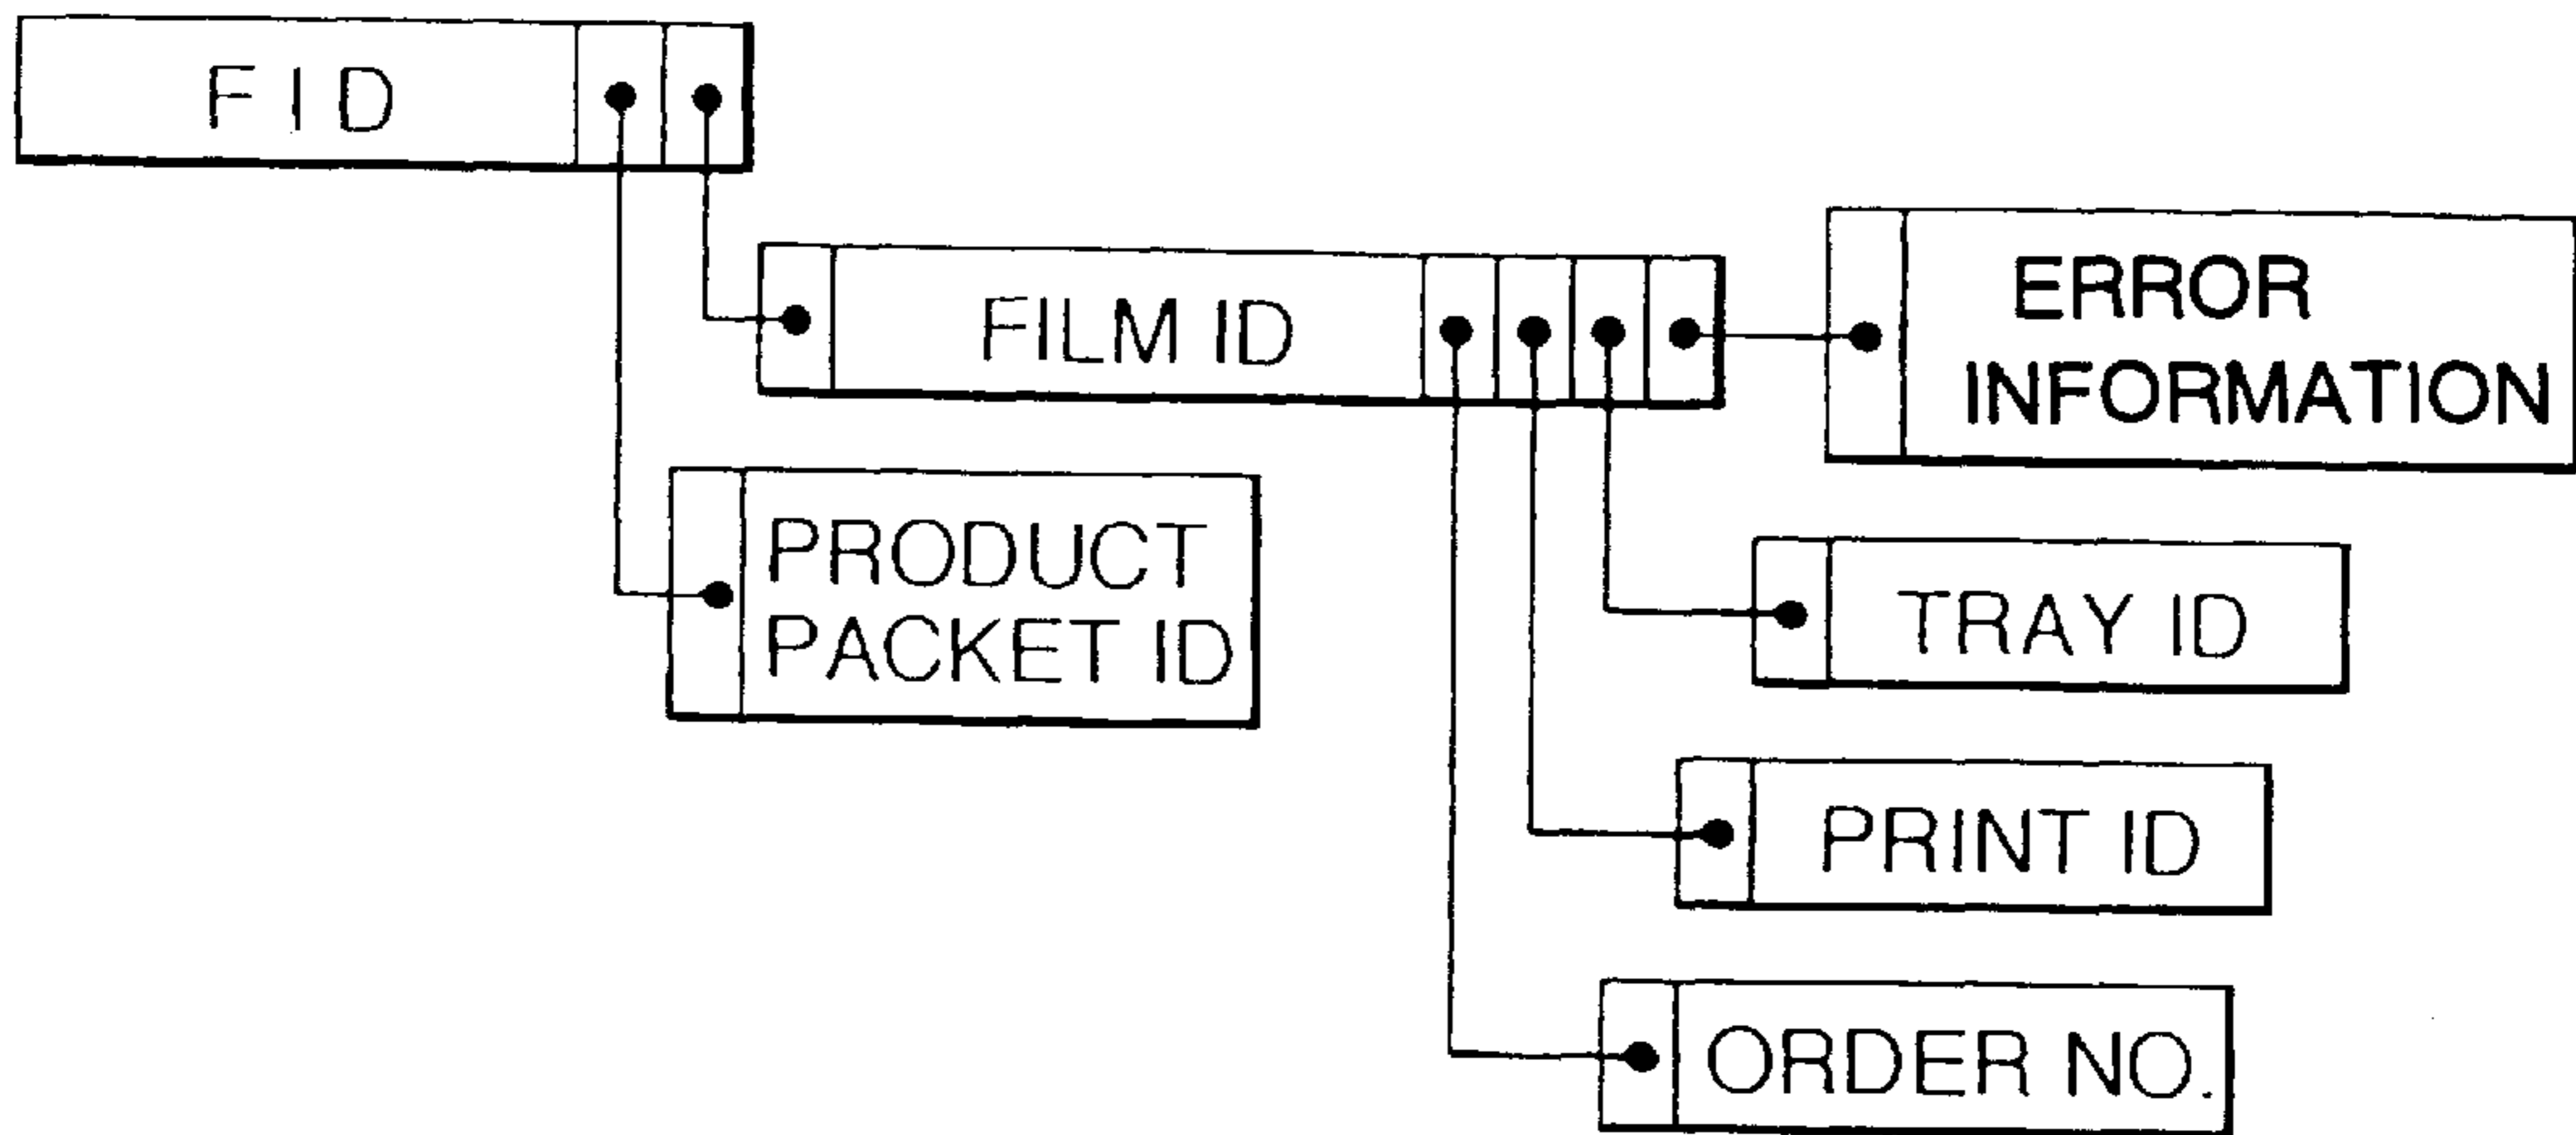 FID
FILM ID
ERROR
INFORMATION
PRODUCT
PACKET ID
TRAY ID
PRINT ID
ORDER NO.